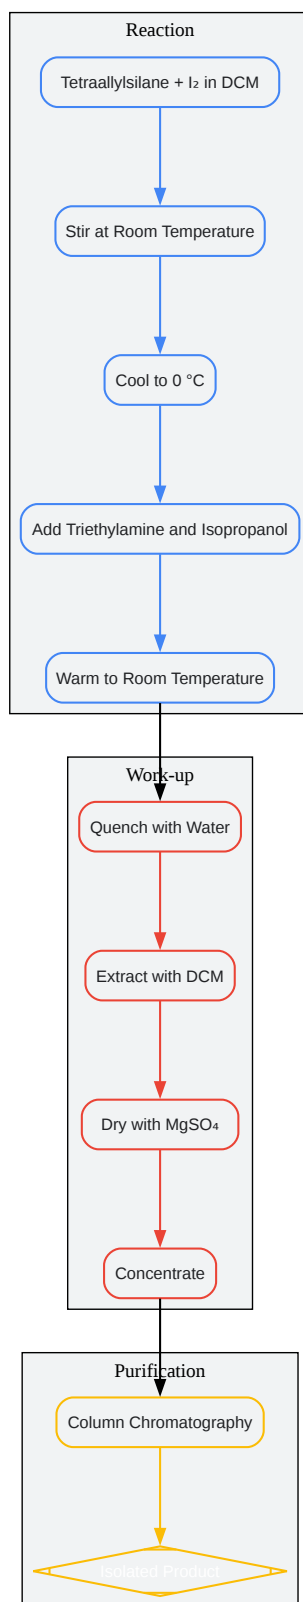 Reaction
Tetraallylsilane + I₂ in DCM
Stir at Room Temperature
Cool to 0 °C
Add Triethylamine and Isopropanol
Warm to Room Temperature
Work-up
Quench with Water
Extract with DCM
Dry with MgSO₄
Concentrate
Purification
Column Chromatography
Isolated Product